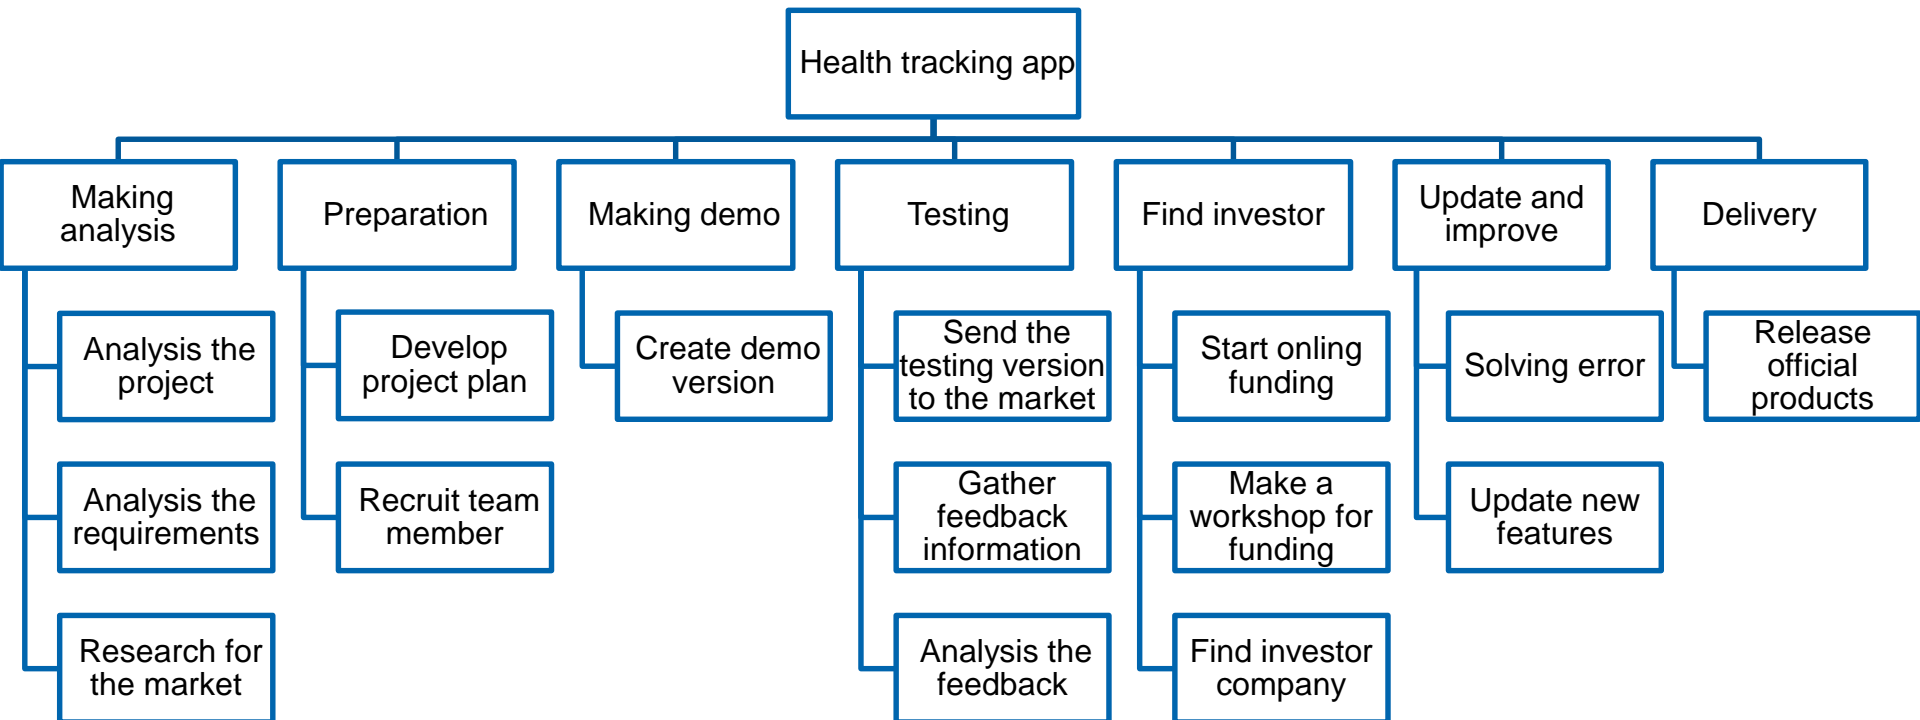 Health tracking app
Making
analysis
Preparation
Making demo
Testing
Find investor
Update and
improve
Delivery
Analysis the
project
Develop
project plan
Create demo
version
Send the
testing version
to the market
Start onling
funding
Solving error
Release
official
products
Analysis the
requirements
Recruit team
member
Gather
feedback
information
Make a
workshop for
funding
Update new
features
Research for
the market
Analysis the
feedback
Find investor
company